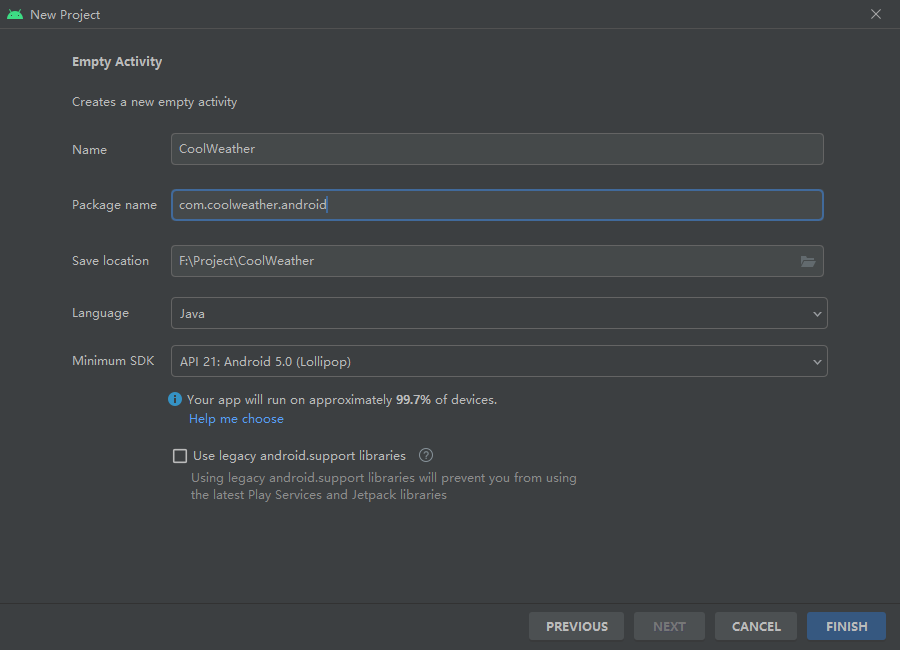 New Project
Empty Activity
Creates a new empty activity
Name CoolWeather
Package name com.coolweather.android
Save location F:\Project\CoolWeather
Language Java
Minimum SDK API 21: Android 5.0 (Lollipop)
i Your app will run on approximately 99.7% of devices.
Help me choose
Use legacy android.support libraries ?
Using legacy android.support libraries will prevent you from using
the latest Play Services and Jetpack libraries
PREVIOUS NEXT CANCEL FINISH